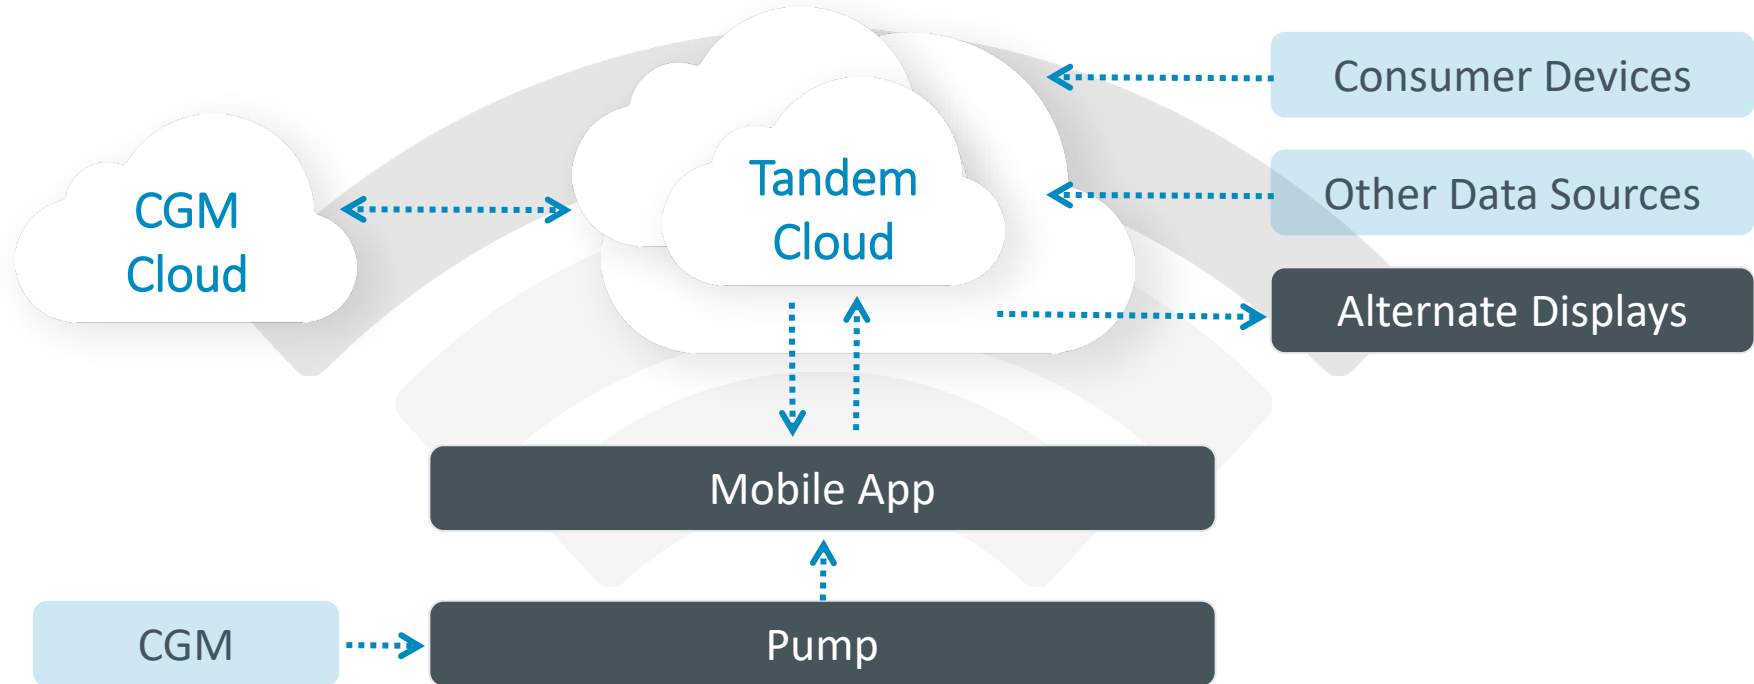 Consumer Devices
Tandem
Cloud
CGM
Cloud
Other Data Sources
Alternate Displays
Mobile App
CGM
Pump